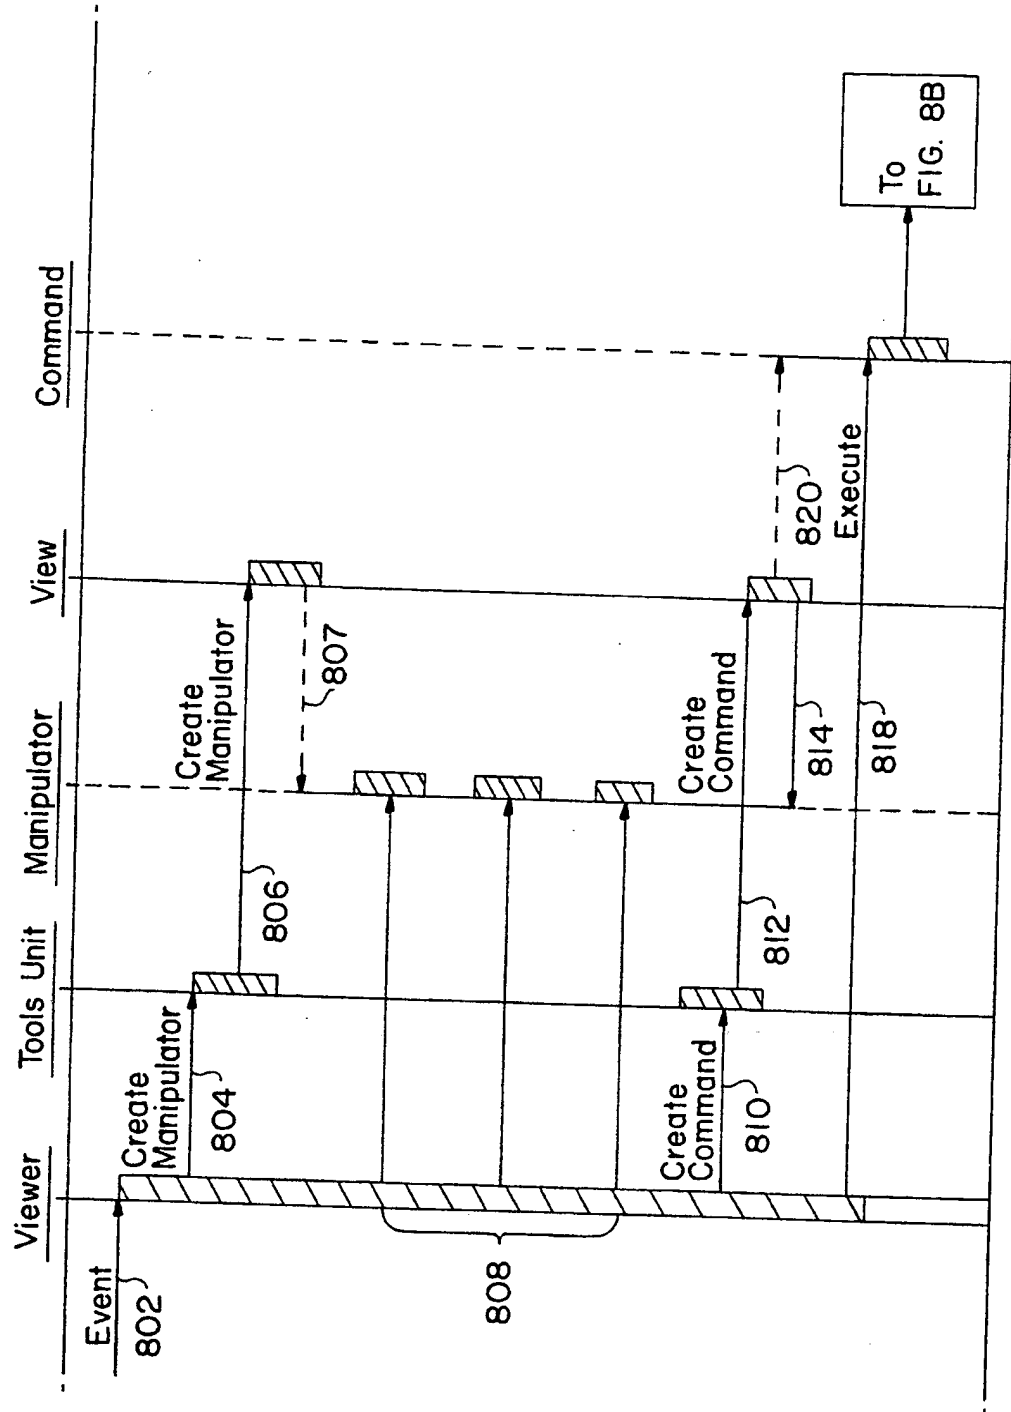 Viewer
Tools Unit
Manipulator
View
Command
Event
802
Create
Manipulator
804
Create
Manipulator
806
807
808
Create
Command
810
Create
Command
812
814
820
Execute
818
To
FIG. 8B